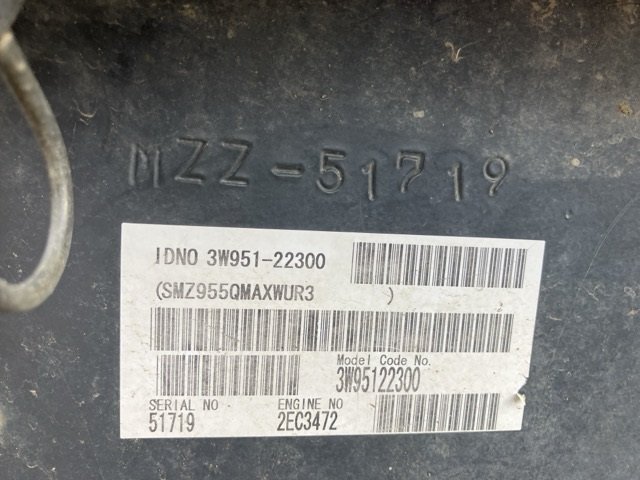 MZZ-51719
IDNO 3W951-22300
(SMZ955QMAXWUR3 )
Model Code No.
3W95122300
SERIAL NO ENGINE NO
51719 2EC3472